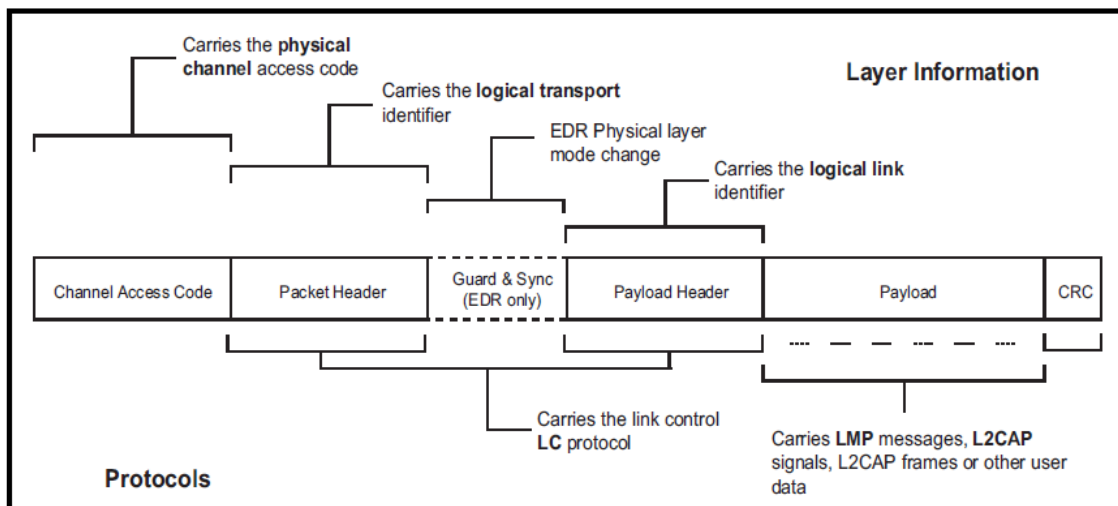 Carries the physical
channel access code
Layer Information
Carries the logical transport
identifier
EDR Physical layer
mode change
Carries the logical link
identifier
Channel Access Code
Packet Header
Guard & Sync
(EDR only)
Payload Header
Payload
CRC
Carries the link control
LC protocol
Carries LMP messages, L2CAP
signals, L2CAP frames or other user
data
Protocols